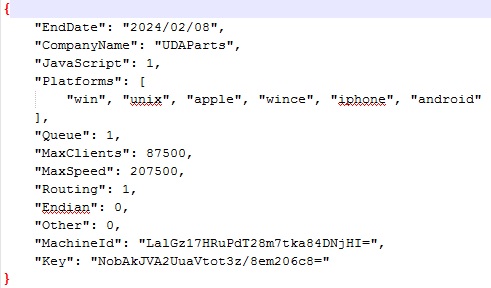 {
"EndDate": "2024/02/08",
"CompanyName": "UDAParts",
"JavaScript": 1,
"Platforms": [
"win", "unix", "apple", "wince", "iphone", "android"
],
"Queue": 1,
"MaxClients": 87500,
"MaxSpeed": 207500,
"Routing": 1,
"Endian": 0,
"Other": 0,
"MachineId": "LalGz17HRuPdT28m7tka84DNjHI=",
"Key": "NobAkJVA2UuaVtot3z/8em206c8="
}